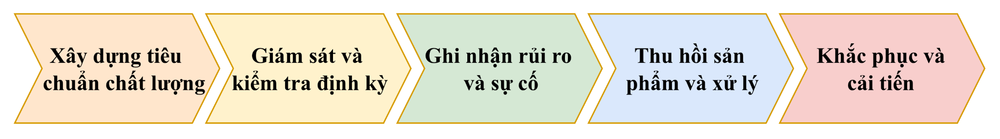 Xây dựng tiêu
chuẩn chất lượng
Giám sát và
kiểm tra định kỳ
Ghi nhận rủi ro
và sự cố
Thu hồi sản
phẩm và xử lý
Khắc phục và
cải tiến